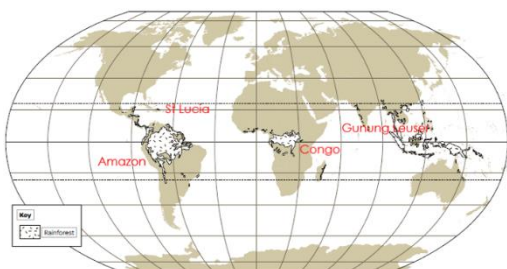 St Lucia
Gunung Leuser
Congo
Amazon
Key
Rainforest